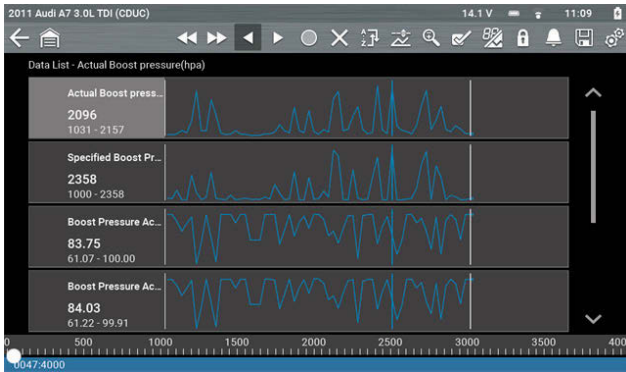 2011 Audi A7 3.0L TDI (CDUC) 14.1 V 11:09
Data List - Actual Boost pressure(hpa)
Actual Boost press...
2096
1031 - 2157
Specified Boost Pr...
2358
1000 - 2358
Boost Pressure Ac...
83.75
61.07 - 100.00
Boost Pressure Ac...
84.03
61.22 - 99.91
0 500 1000 1500 2000 2500 3000 3500 400
0047:4000